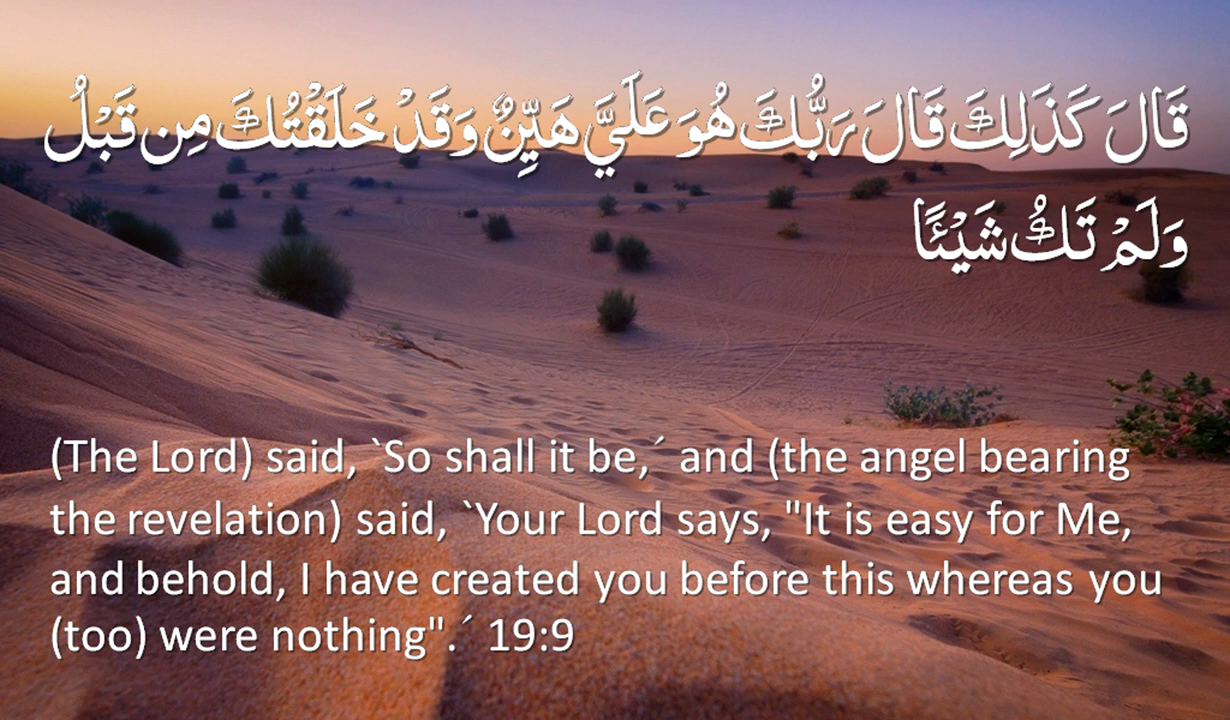 قَالَ كَذَلِكَ قَالَ رَبُّكَ هُوَ عَلَيَّ هَيِّنٌ وَقَدْ خَلَقْتُكَ مِن قَبْلُ
وَلَمْ تَكُ شَيْئًا
(The Lord) said, `So shall it be,´ and (the angel bearing
the revelation) said, `Your Lord says, "It is easy for Me,
and behold, I have created you before this whereas you
(too) were nothing".´ 19:9